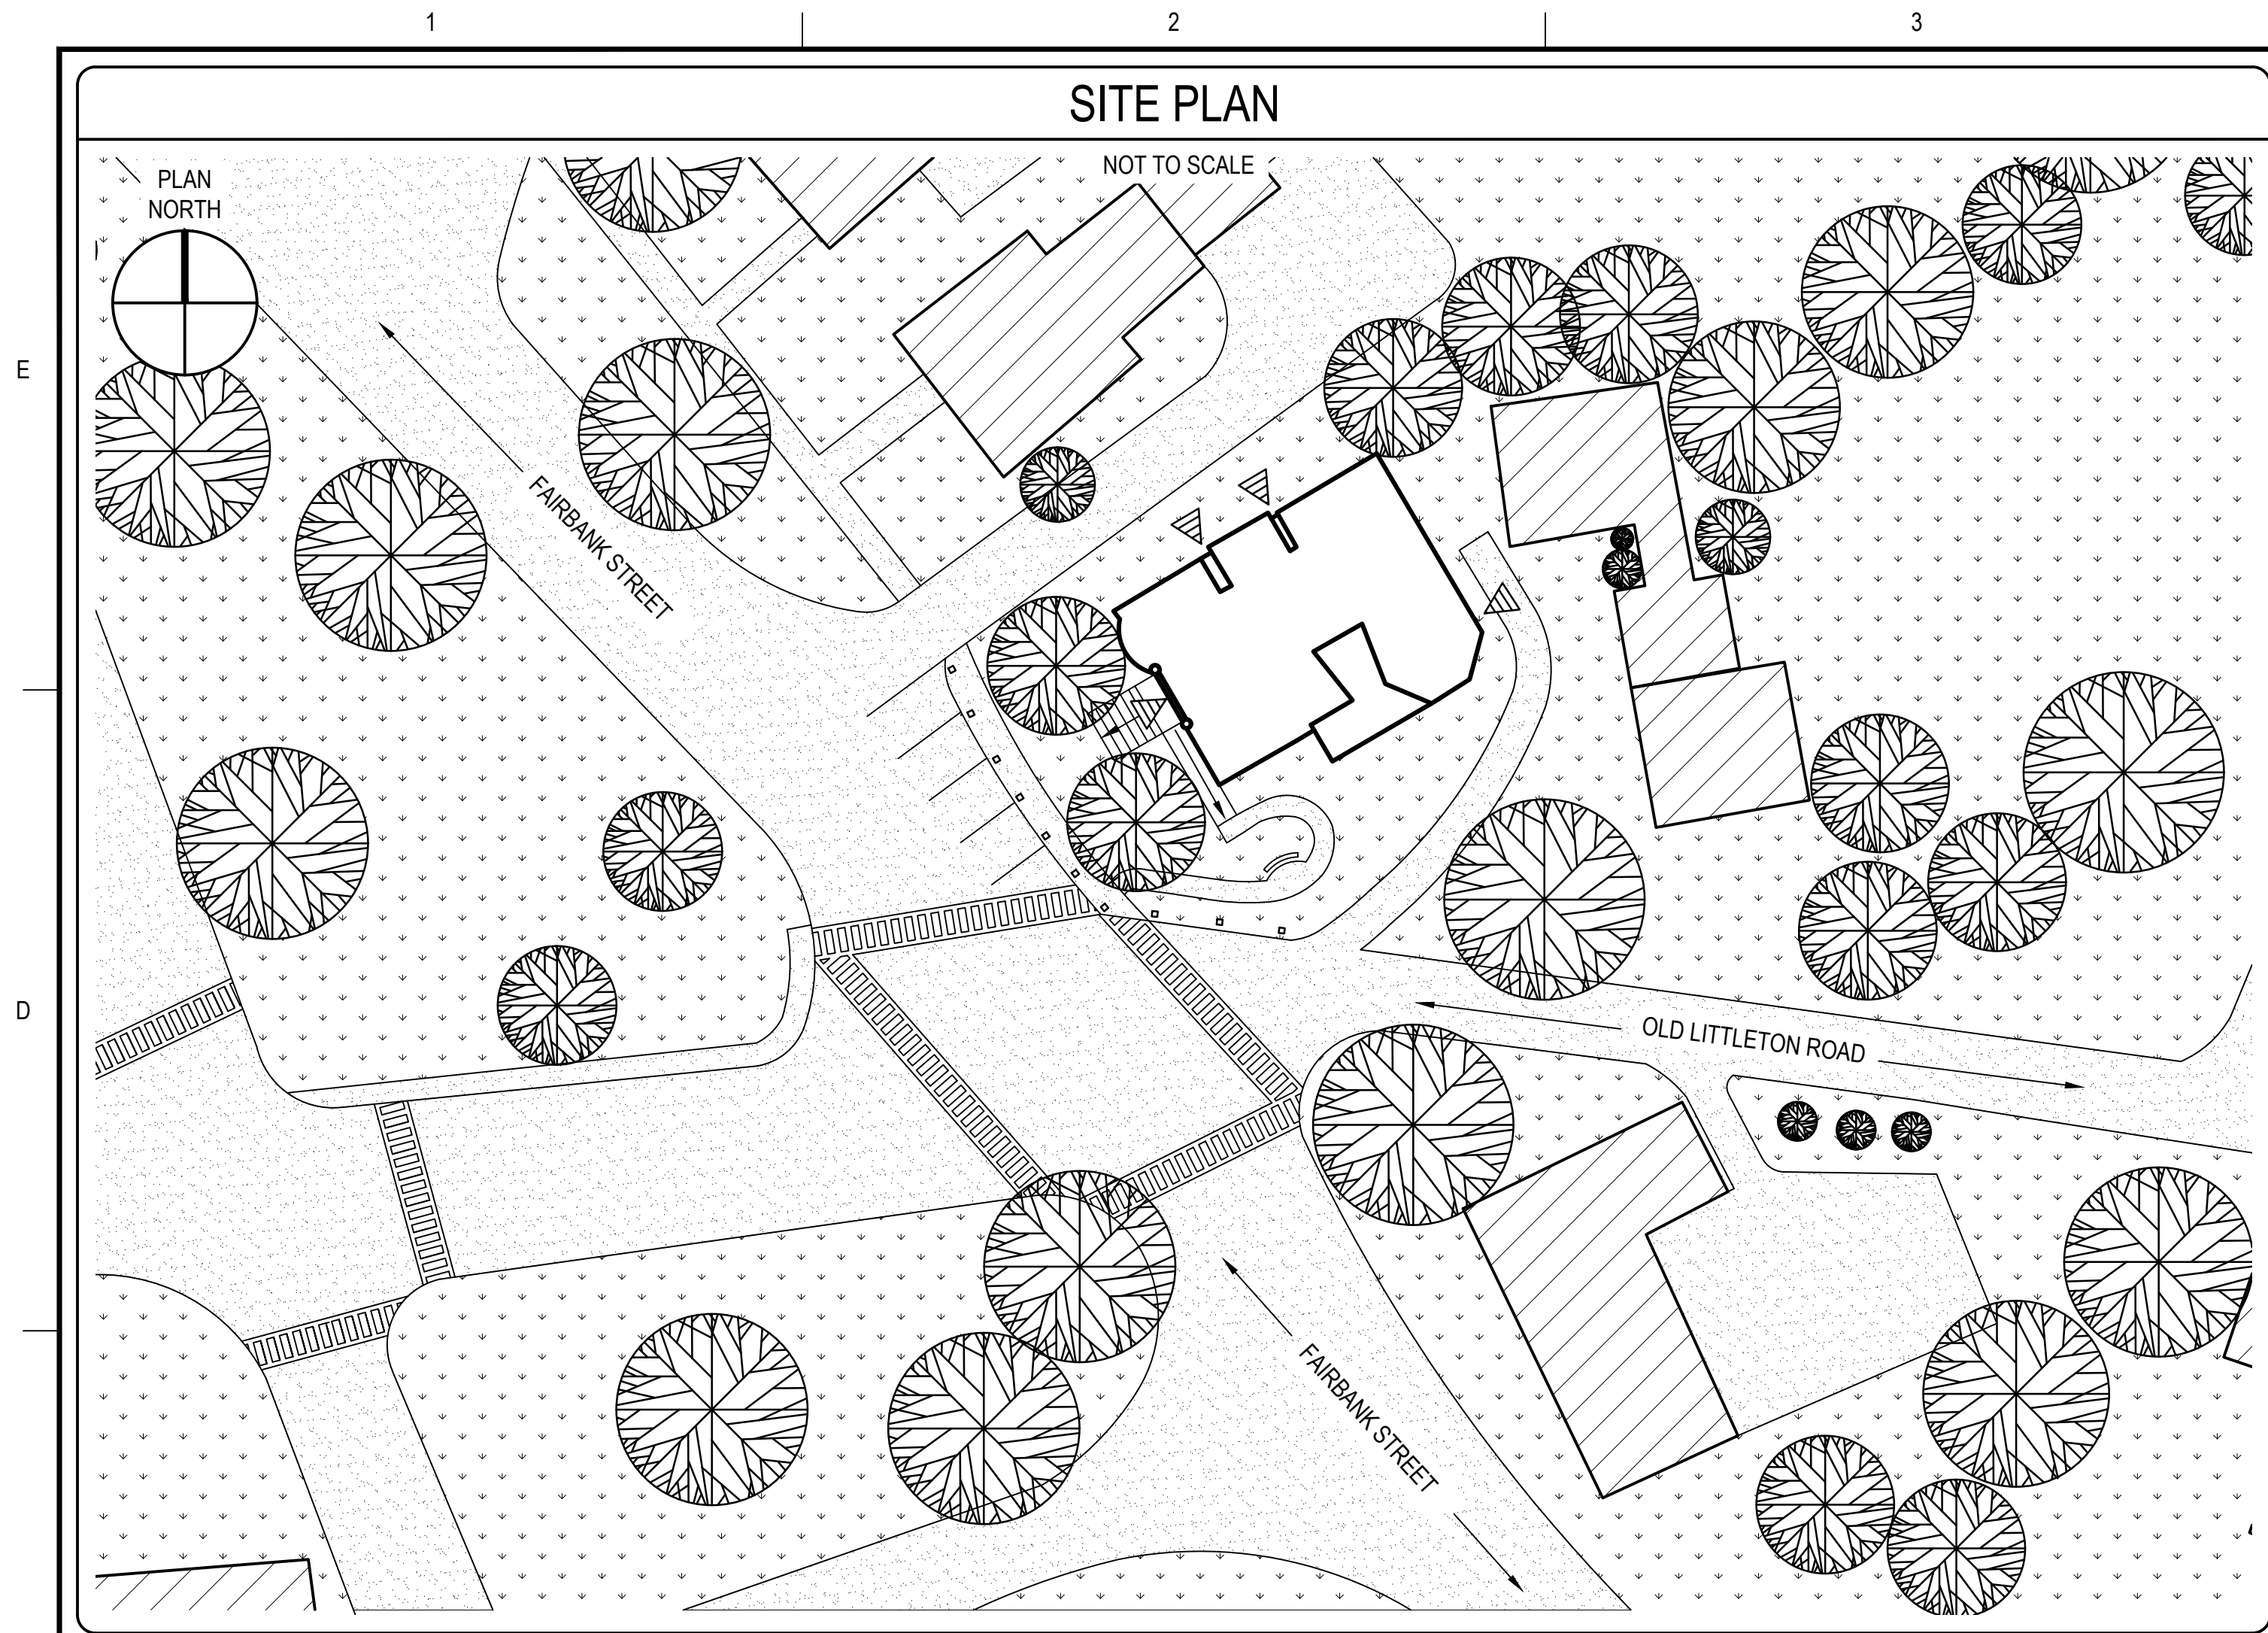 1
2
3
SITE PLAN
NOT TO SCALE
PLAN
NORTH
E
FAIRBANK STREET
D
OLD LITTLETON ROAD
FAIRBANK STREET